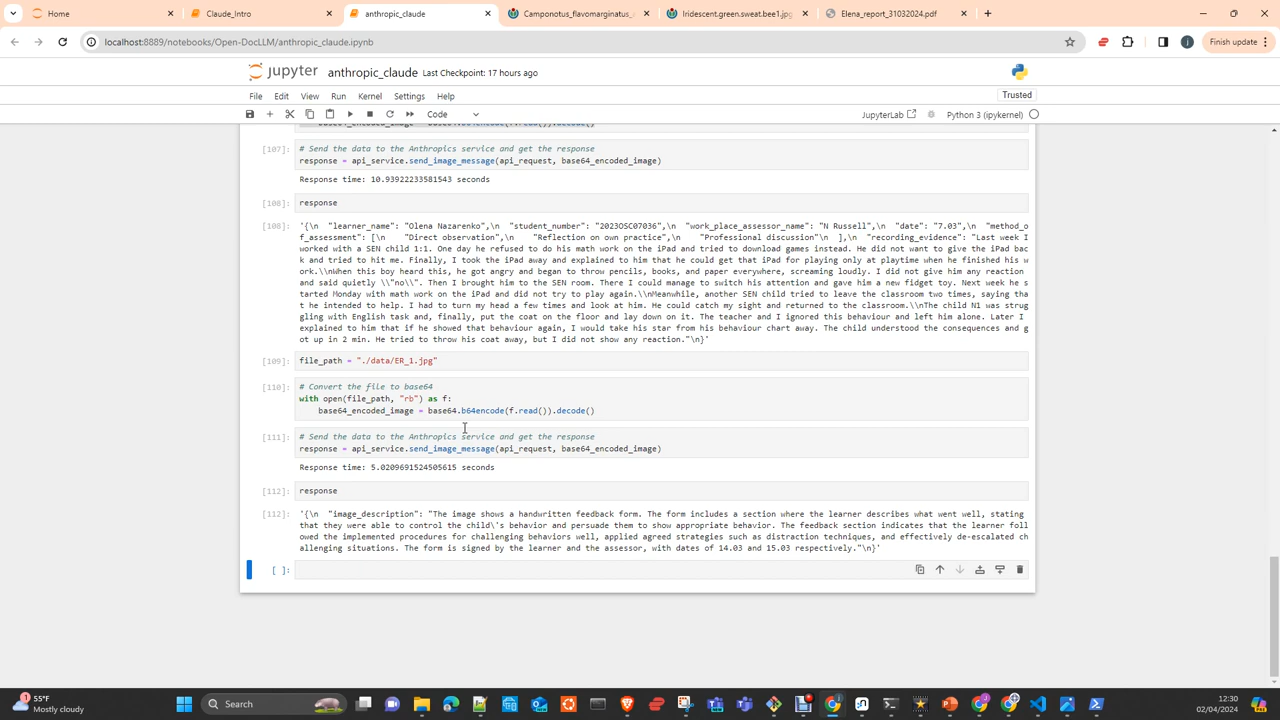 Home
Claude_Intro
anthropic_claude
Camponotus_flavomarginatus_
Iridescent.green.sweat.bee1.jpg
Elena_report_31032024.pdf
localhost:8889/notebooks/Open-DocLLM/anthropic_claude.ipynb
Finish update
jupyter anthropic_claude Last Checkpoint: 17 hours ago
File Edit View Run Kernel Settings Help
Trusted
Code
JupyterLab
Python 3 (ipykernel)
base64_encoded_image = base64.b64encode(f.read()).decode()
[107]: # Send the data to the Anthropics service and get the response
response = api_service.send_image_message(api_request, base64_encoded_image)
Response time: 10.93922233581543 seconds
[108]: response
[108]: '{\n  "learner_name": "Olena Nazarenko",\n  "student_number": "2023OSC07036",\n  "work_place_assessor_name": "N Russell",\n  "date": "7.03",\n  "method_o
f_assessment": [\n    "Direct observation",\n    "Reflection on own practice",\n    "Professional discussion"\n  ],\n  "recording_evidence": "Last week I
worked with a SEN child 1:1. One day he refused to do his math work on the iPad and tried to download games instead. He did not want to give the iPad bac
k and tried to hit me. Finally, I took the iPad away and explained to him that he could get that iPad for playing only at playtime when he finished his w
ork.\\nWhen this boy heard this, he got angry and began to throw pencils, books, and paper everywhere, screaming loudly. I did not give him any reaction
and said quietly \\"no\\". Then I brought him to the SEN room. There I could manage to switch his attention and gave him a new fidget toy. Next week he s
tarted Monday with math work on the iPad and did not try to play again.\\nMeanwhile, another SEN child tried to leave the classroom two times, saying tha
t he intended to help. I had to turn my head a few times and look at him. He could catch my sight and returned to the classroom.\\nThe child N1 was strug
gling with English task and, finally, put the coat on the floor and lay down on it. The teacher and I ignored this behaviour and left him alone. Later I
explained to him that if he showed that behaviour again, I would take his star from his behaviour chart away. The child understood the consequences and g
ot up in 2 min. He tried to throw his coat away, but I did not show any reaction."\n}'
[109]: file_path = "./data/ER_1.jpg"
[110]: # Convert the file to base64
with open(file_path, "rb") as f:
base64_encoded_image = base64.b64encode(f.read()).decode()
[111]: # Send the data to the Anthropics service and get the response
response = api_service.send_image_message(api_request, base64_encoded_image)
Response time: 5.0209691524505615 seconds
[112]: response
[112]: '{\n  "image_description": "The image shows a handwritten feedback form. The form includes a section where the learner describes what went well, stating
that they were able to control the child\'s behavior and persuade them to show appropriate behavior. The feedback section indicates that the learner foll
owed the implemented procedures for challenging behaviors well, applied agreed strategies such as distraction techniques, and effectively de-escalated ch
allenging situations. The form is signed by the learner and the assessor, with dates of 14.03 and 15.03 respectively."\n}'
[ ]:
55°F
Mostly cloudy
Search
12:30
02/04/2024